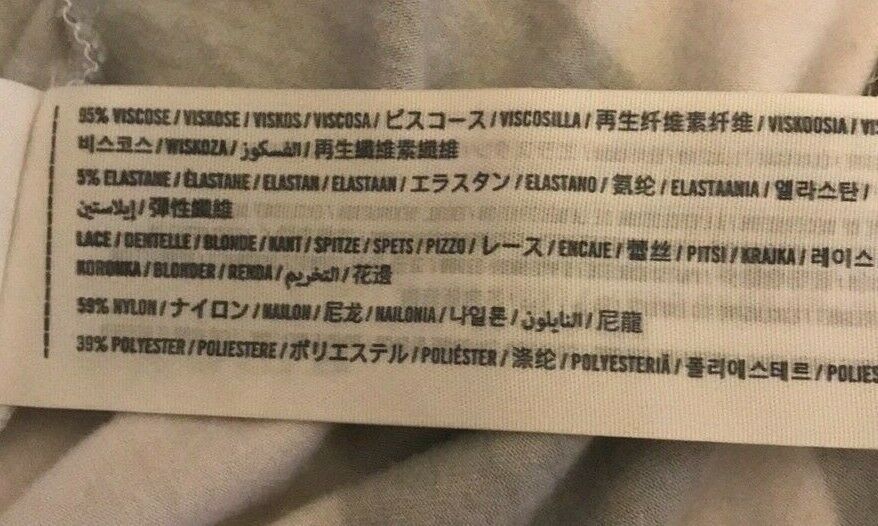 95% VISCOSE / VISKOSE / VISKOS / VISCOSA / ビスコース / VISCOSILLA / 再生纤维素纤维 / VISKOOSIA / VIS
비스코스 / WISKOZA / الفسكوز / 再生纖維素纖維
5% ELASTANE / ÉLASTANE / ELASTAN / ELASTAAN / エラスタン / ELASTANO / 氨纶 / ELASTAANIA / 엘라스탄 /
إيلاستين / 彈性纖維
LACE / DENTELLE / BLONDE / KANT / SPITZE / SPETS / PIZZO / レース / ENCAJE / 蕾丝 / PITSI / KRAJKA / 레이스
KORONKA / BLONDER / RENDA / التخريم / 花邊
59% NYLON / ナイロン / NAILON / 尼龙 / NAILONIA / 나일론 / النايلون / 尼龍
39% POLYESTER / POLIESTERE / ポリエステル / POLIÉSTER / 涤纶 / POLYESTERIÄ / 폴리에스테르 / POLIES